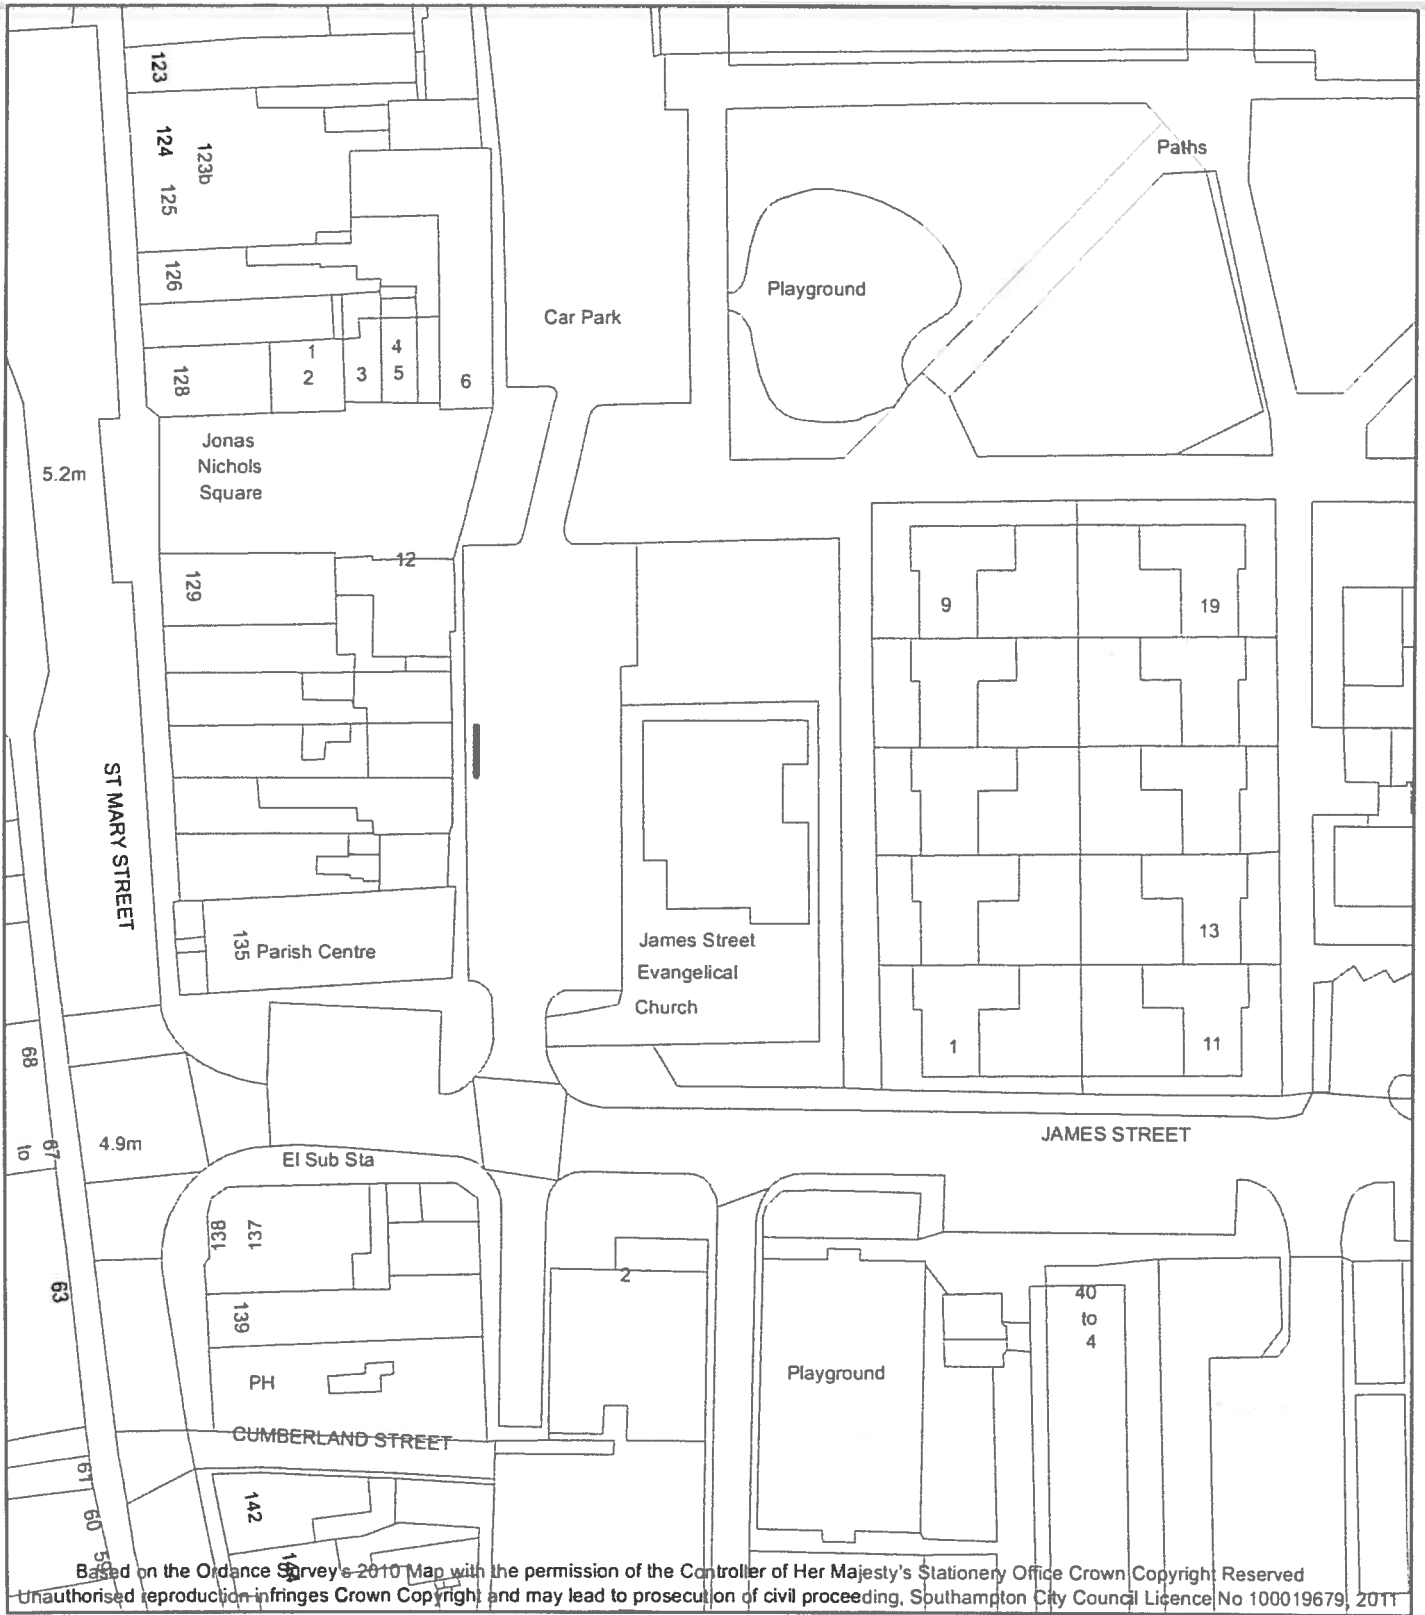 123
124
123b
125
Paths
126
Playground
Car Park
1
2
3
4
5
6
128
Jonas
Nichols
Square
5.2m
12
129
9
19
ST MARY STREET
135
Parish Centre
James Street
Evangelical
Church
13
1
11
68
to
67
4.9m
JAMES STREET
El Sub Sta
138
137
63
2
139
40
to
4
PH
Playground
CUMBERLAND STREET
61
142
60
59
Based on the Ordance Survey's 2010 Map with the permission of the Controller of Her Majesty's Stationery Office Crown Copyright Reserved
Unauthorised reproduction infringes Crown Copyright and may lead to prosecution of civil proceeding, Southampton City Council Licence No 100019679, 2011